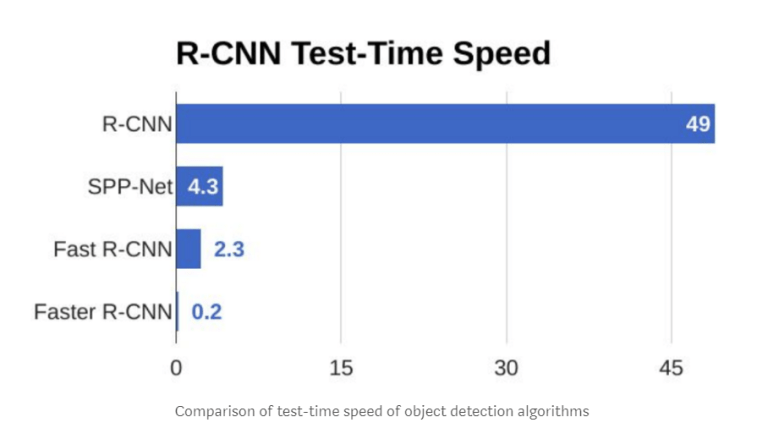 R-CNN Test-Time Speed
R-CNN 49
SPP-Net 4.3
Fast R-CNN 2.3
Faster R-CNN 0.2
0 15 30 45
Comparison of test-time speed of object detection algorithms